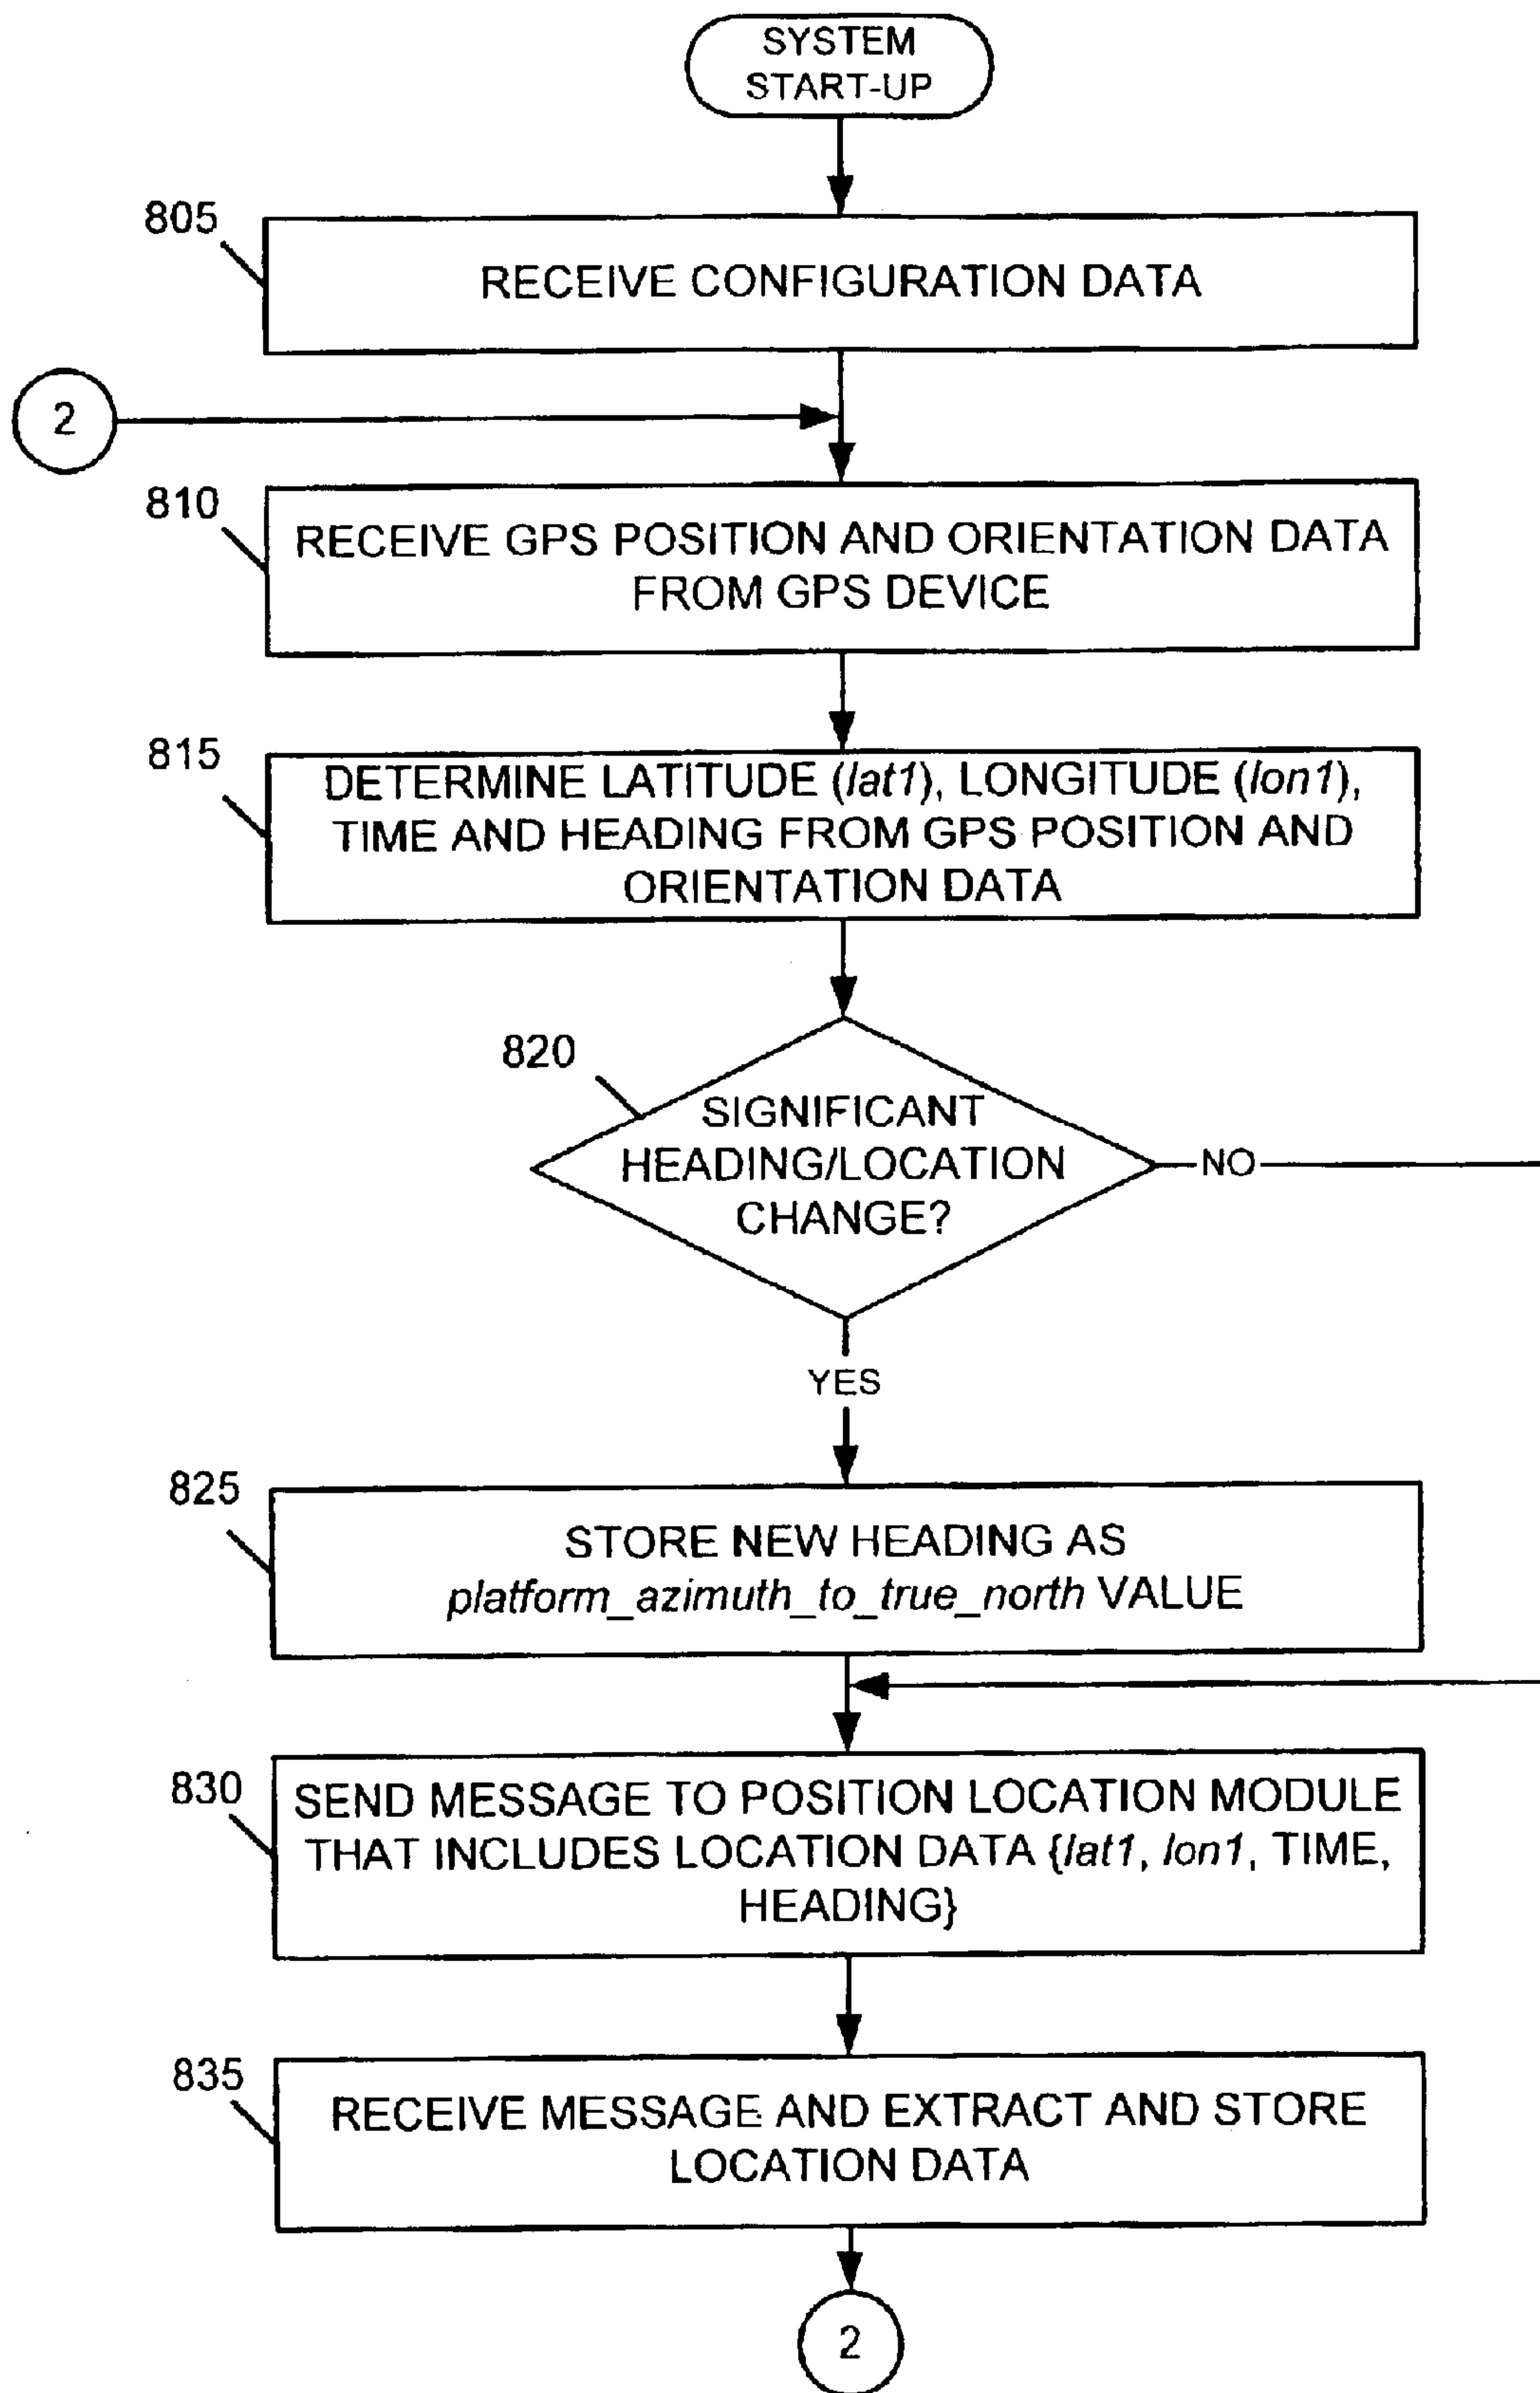 SYSTEM
START-UP
805
RECEIVE CONFIGURATION DATA
2
810
RECEIVE GPS POSITION AND ORIENTATION DATA
FROM GPS DEVICE
815
DETERMINE LATITUDE (lat1), LONGITUDE (lon1),
TIME AND HEADING FROM GPS POSITION AND
ORIENTATION DATA
820
SIGNIFICANT
HEADING/LOCATION
CHANGE?
NO
YES
825
STORE NEW HEADING AS
platform_azimuth_to_true_north VALUE
830
SEND MESSAGE TO POSITION LOCATION MODULE
THAT INCLUDES LOCATION DATA {lat1, lon1, TIME,
HEADING}
835
RECEIVE MESSAGE AND EXTRACT AND STORE
LOCATION DATA
2